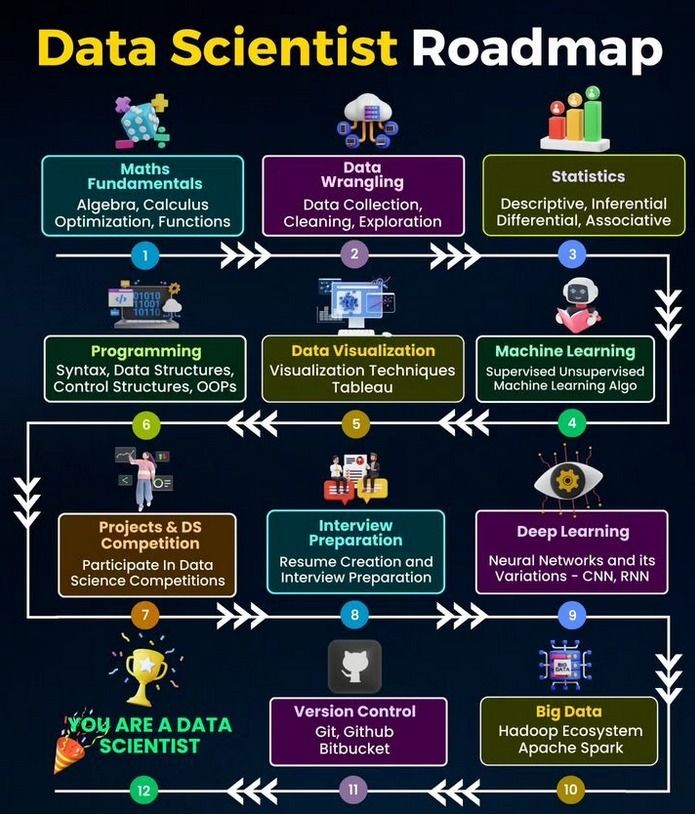 Data Scientist Roadmap
Maths
Fundamentals
Algebra, Calculus
Optimization, Functions
1
Data
Wrangling
Data Collection,
Cleaning, Exploration
2
Statistics
Descriptive, Inferential
Differential, Associative
3
Machine Learning
Supervised Unsupervised
Machine Learning Algo
4
Data Visualization
Visualization Techniques
Tableau
5
</>
01010
11001
10110
Programming
Syntax, Data Structures,
Control Structures, OOPs
6
Projects & DS
Competition
Participate In Data
Science Competitions
7
Interview
Preparation
Resume Creation and
Interview Preparation
8
Deep Learning
Neural Networks and its
Variations - CNN, RNN
9
BIG
DATA
Big Data
Hadoop Ecosystem
Apache Spark
10
Version Control
Git, Github
Bitbucket
11
YOU ARE A DATA
SCIENTIST
12